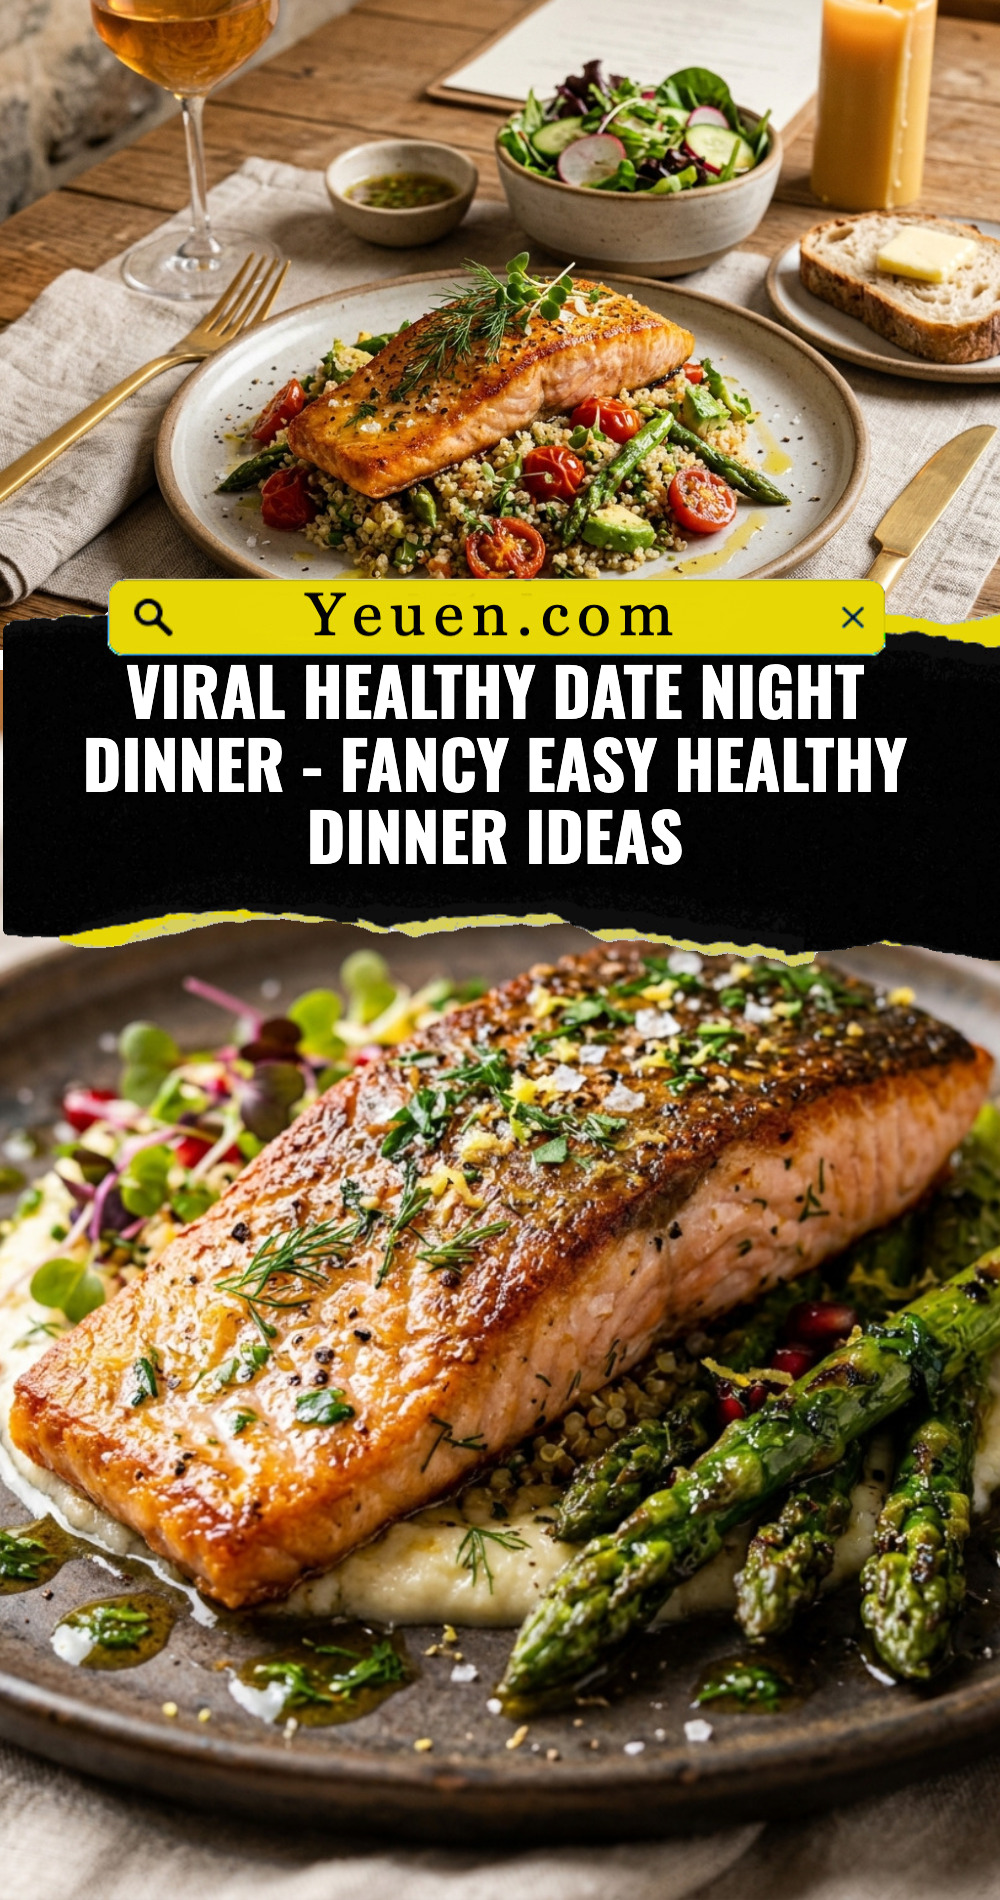 Yeuen.com
VIRAL HEALTHY DATE NIGHT
DINNER - FANCY EASY HEALTHY
DINNER IDEAS